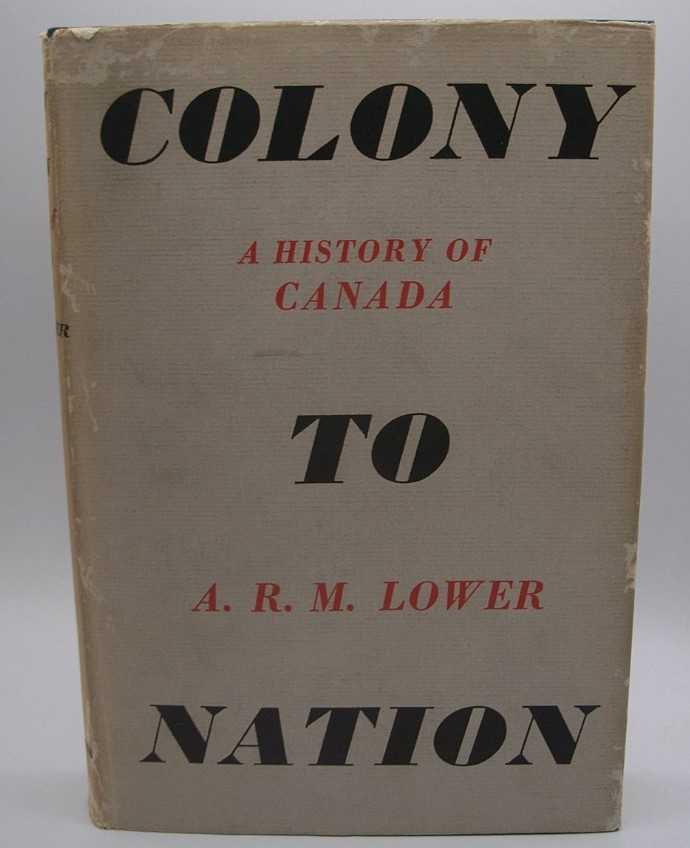 COLONY
A HISTORY OF
CANADA
TO
A. R. M. LOWER
NATION